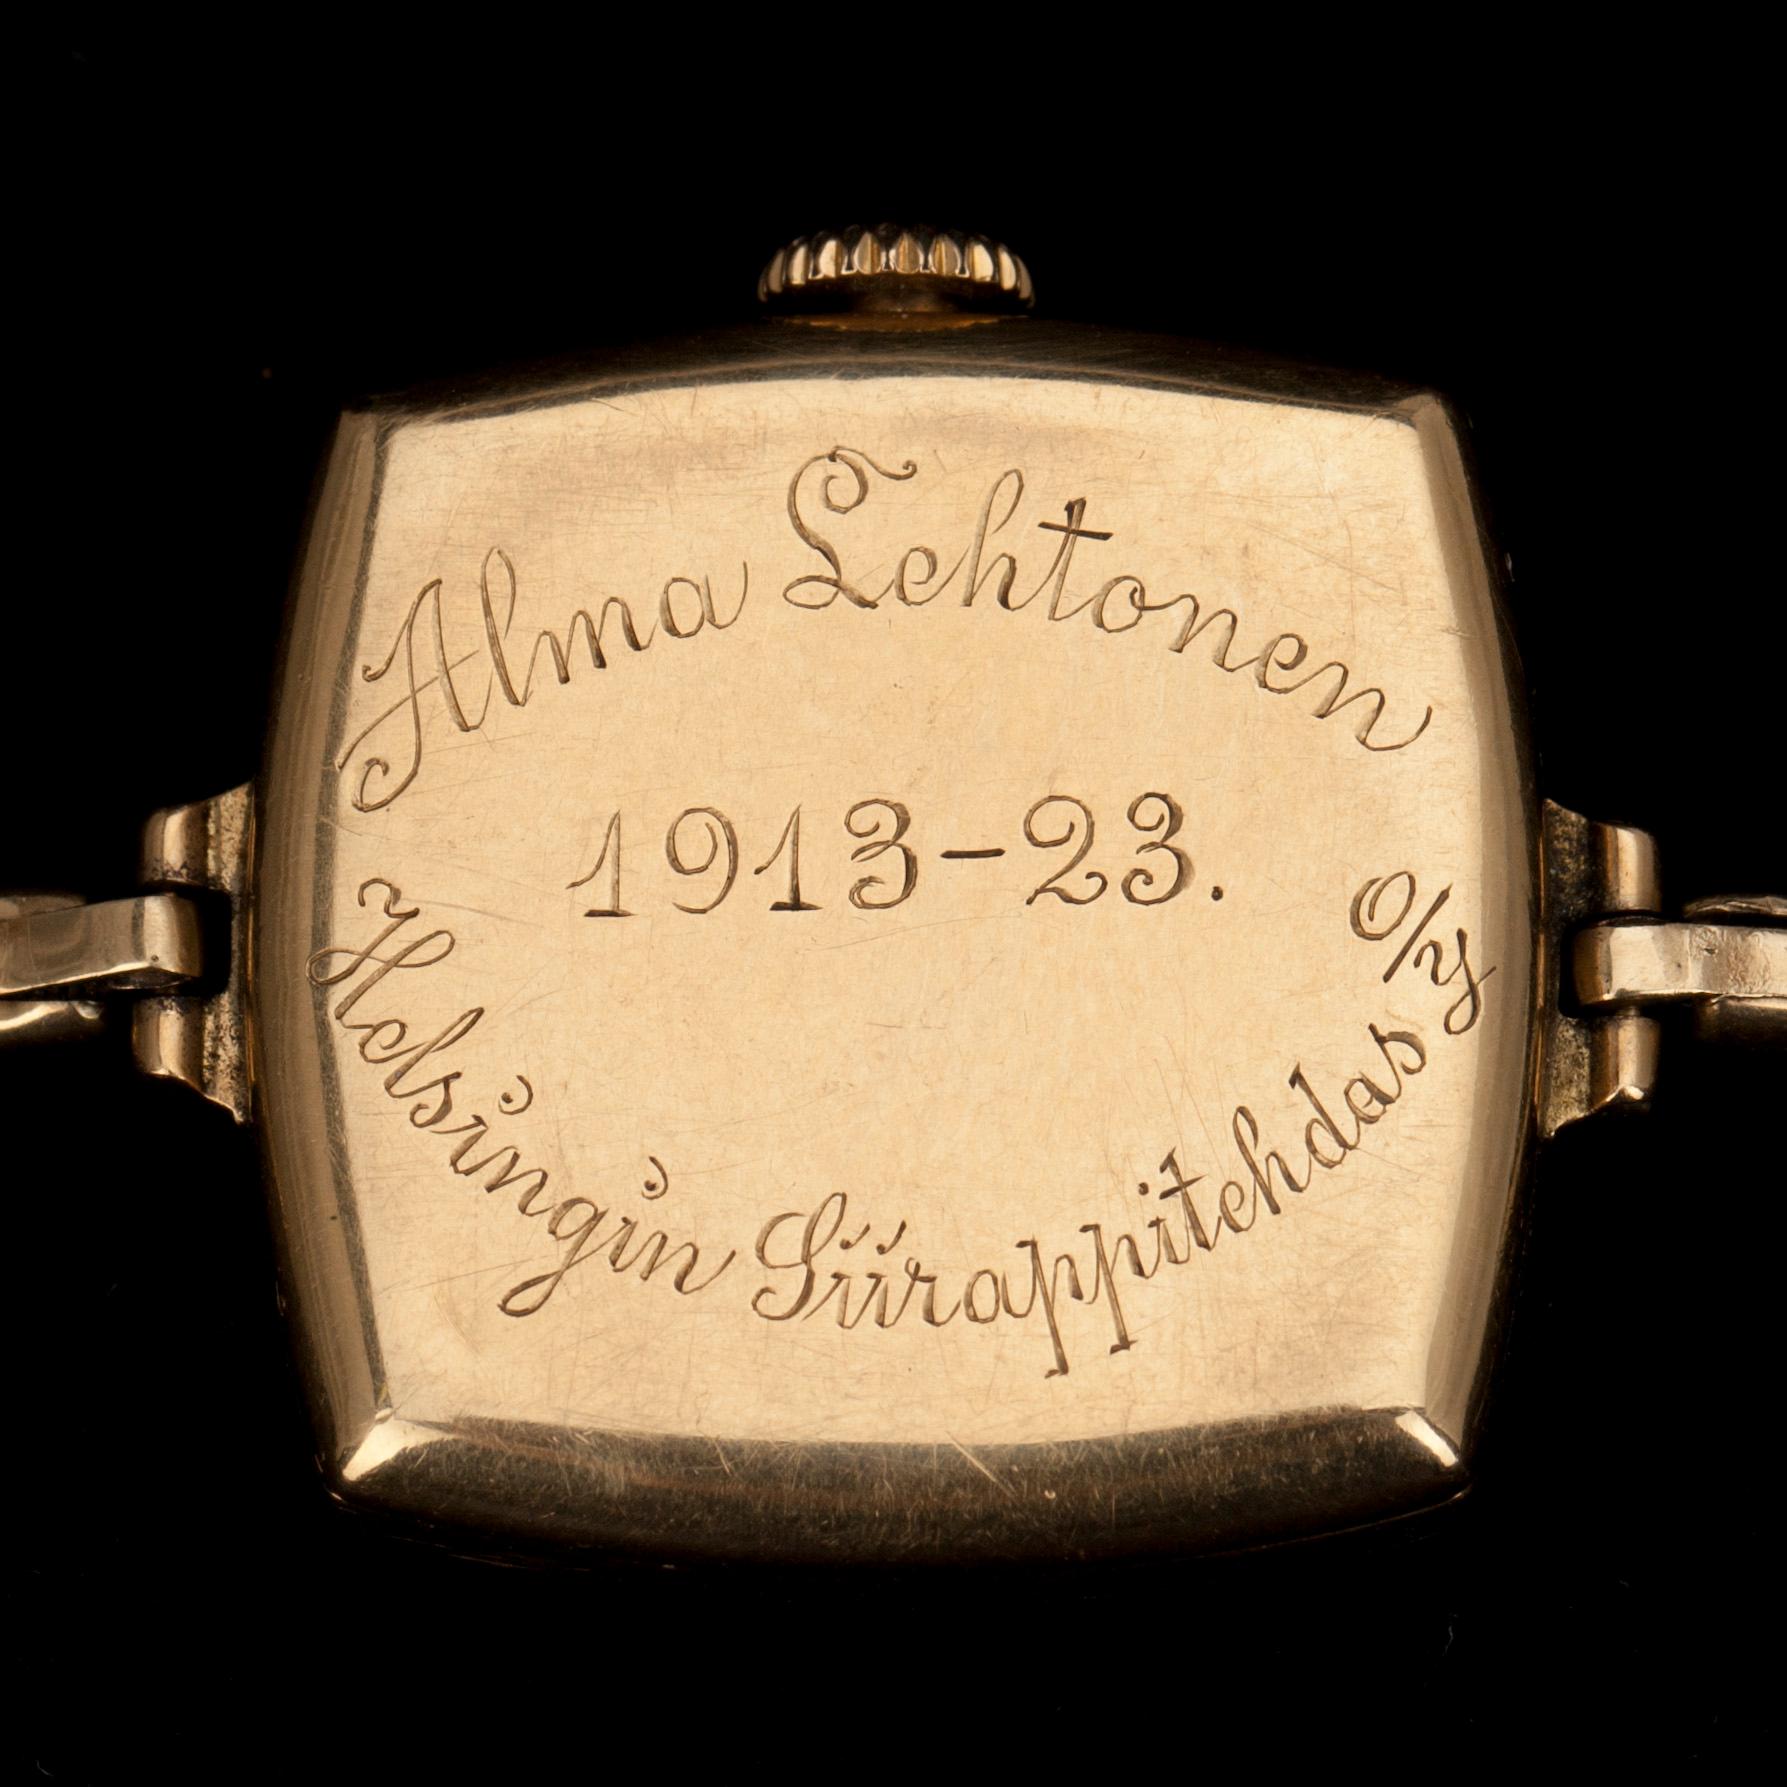 Alma Lehtonen
1913-23.
Helsingin Siirappitehdas O/Y